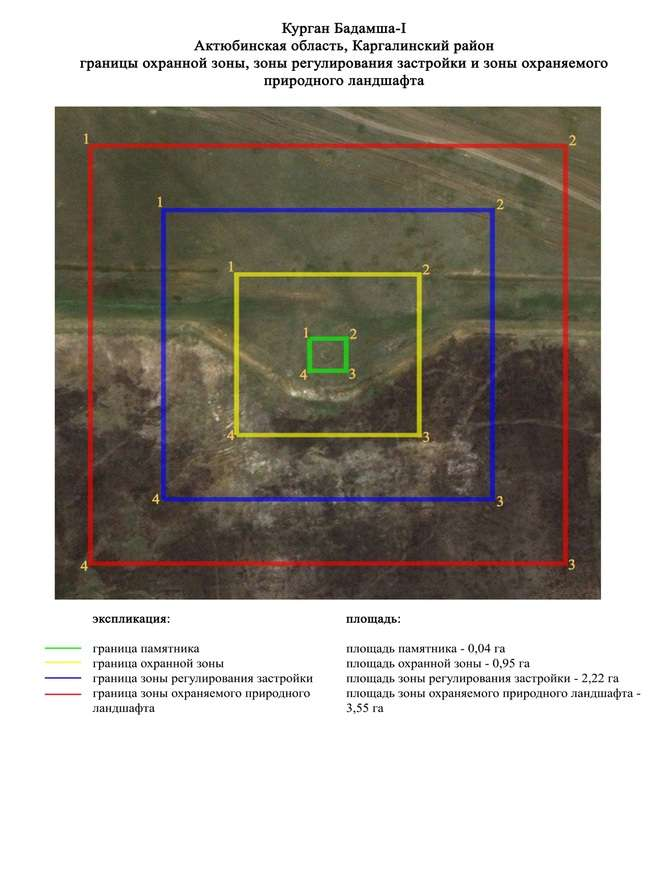 Курган Бадамша-I
Актюбинская область, Каргалинский район
границы охранной зоны, зоны регулирования застройки и зоны охраняемого
природного ландшафта
1 2
1 2
1 2
1 2
4 3
4 3
4 3
4 3
экспликация: площадь:
граница памятника площадь памятника - 0,04 га
граница охранной зоны площадь охранной зоны - 0,95 га
граница зоны регулирования застройки площадь зоны регулирования застройки - 2,22 га
граница зоны охраняемого природного площадь зоны охраняемого природного ландшафта -
ландшафта 3,55 га